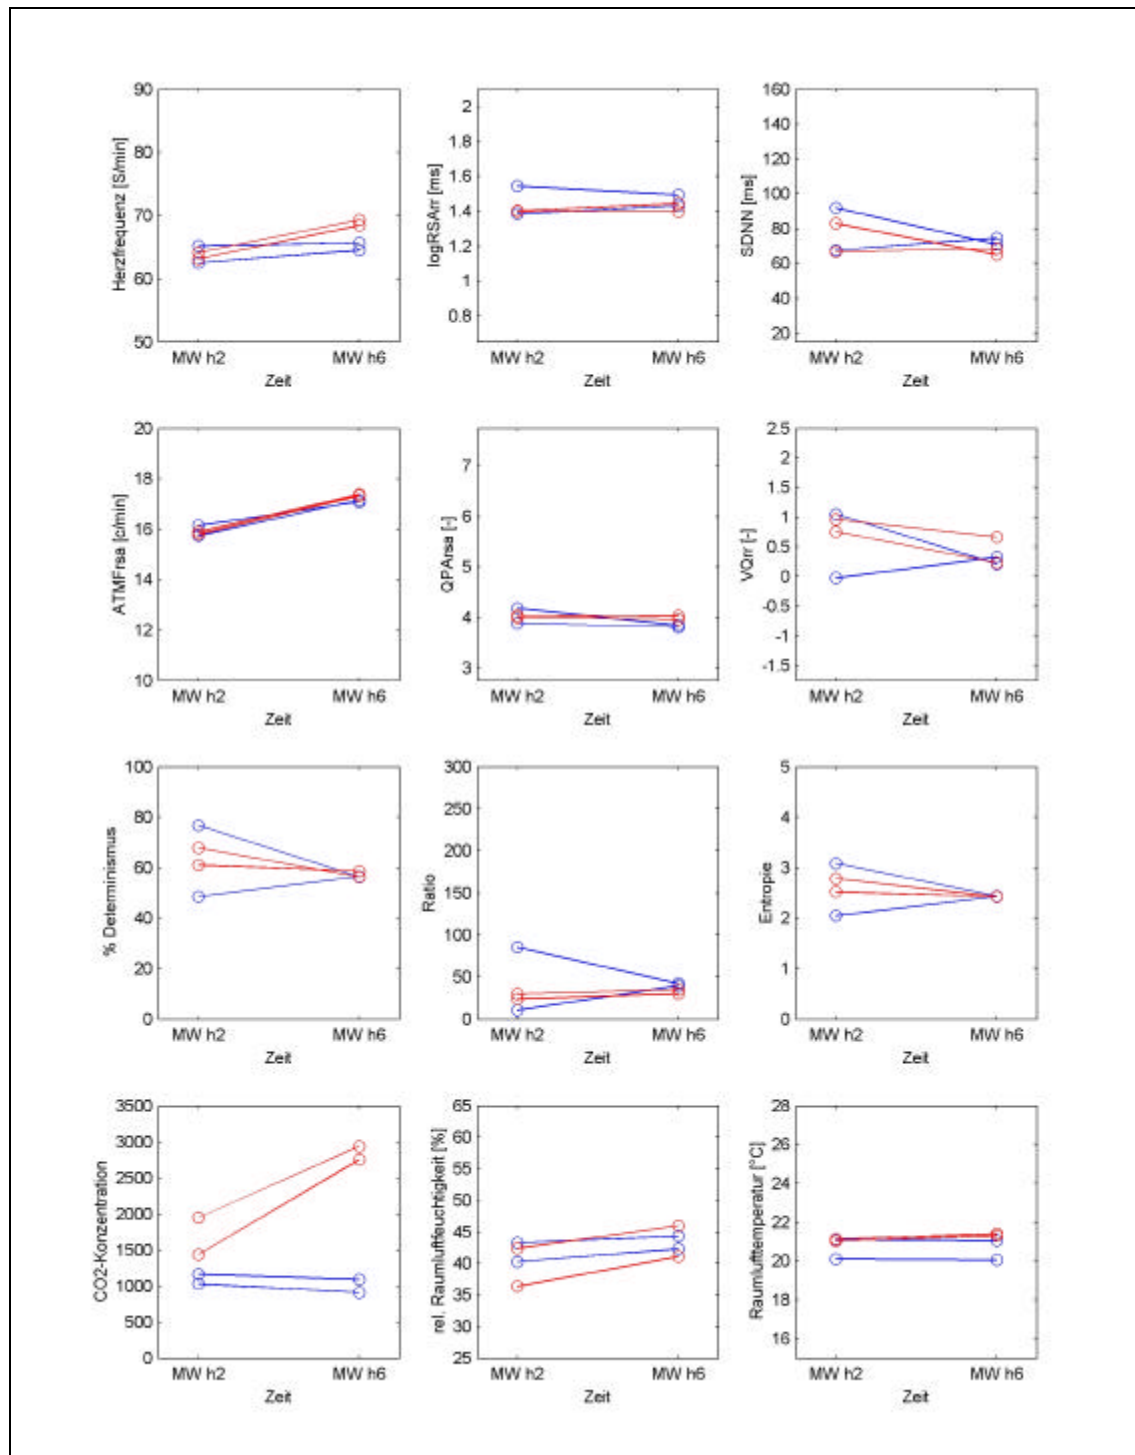 Herzfrequenz [S/min]
90
80
70
60
50
MW h2 MW h6
Zeit
logRSArr [ms]
2
1.8
1.6
1.4
1.2
1
0.8
MW h2 MW h6
Zeit
SDNN [ms]
160
140
120
100
80
60
40
20
MW h2 MW h6
Zeit
ATMFrsa [c/min]
20
18
16
14
12
10
MW h2 MW h6
Zeit
QPArsa [-]
7
6
5
4
3
MW h2 MW h6
Zeit
VQrr [-]
2.5
2
1.5
1
0.5
0
-0.5
-1
-1.5
MW h2 MW h6
Zeit
% Determinismus
100
80
60
40
20
0
MW h2 MW h6
Zeit
Ratio
300
250
200
150
100
50
0
MW h2 MW h6
Zeit
Entropie
5
4
3
2
1
0
MW h2 MW h6
Zeit
CO2-Konzentration
3500
3000
2500
2000
1500
1000
500
0
MW h2 MW h6
Zeit
rel. Raumluftfeuchtigkeit [%]
65
60
55
50
45
40
35
30
25
MW h2 MW h6
Zeit
Raumlufttemperatur [°C]
28
26
24
22
20
18
16
MW h2 MW h6
Zeit